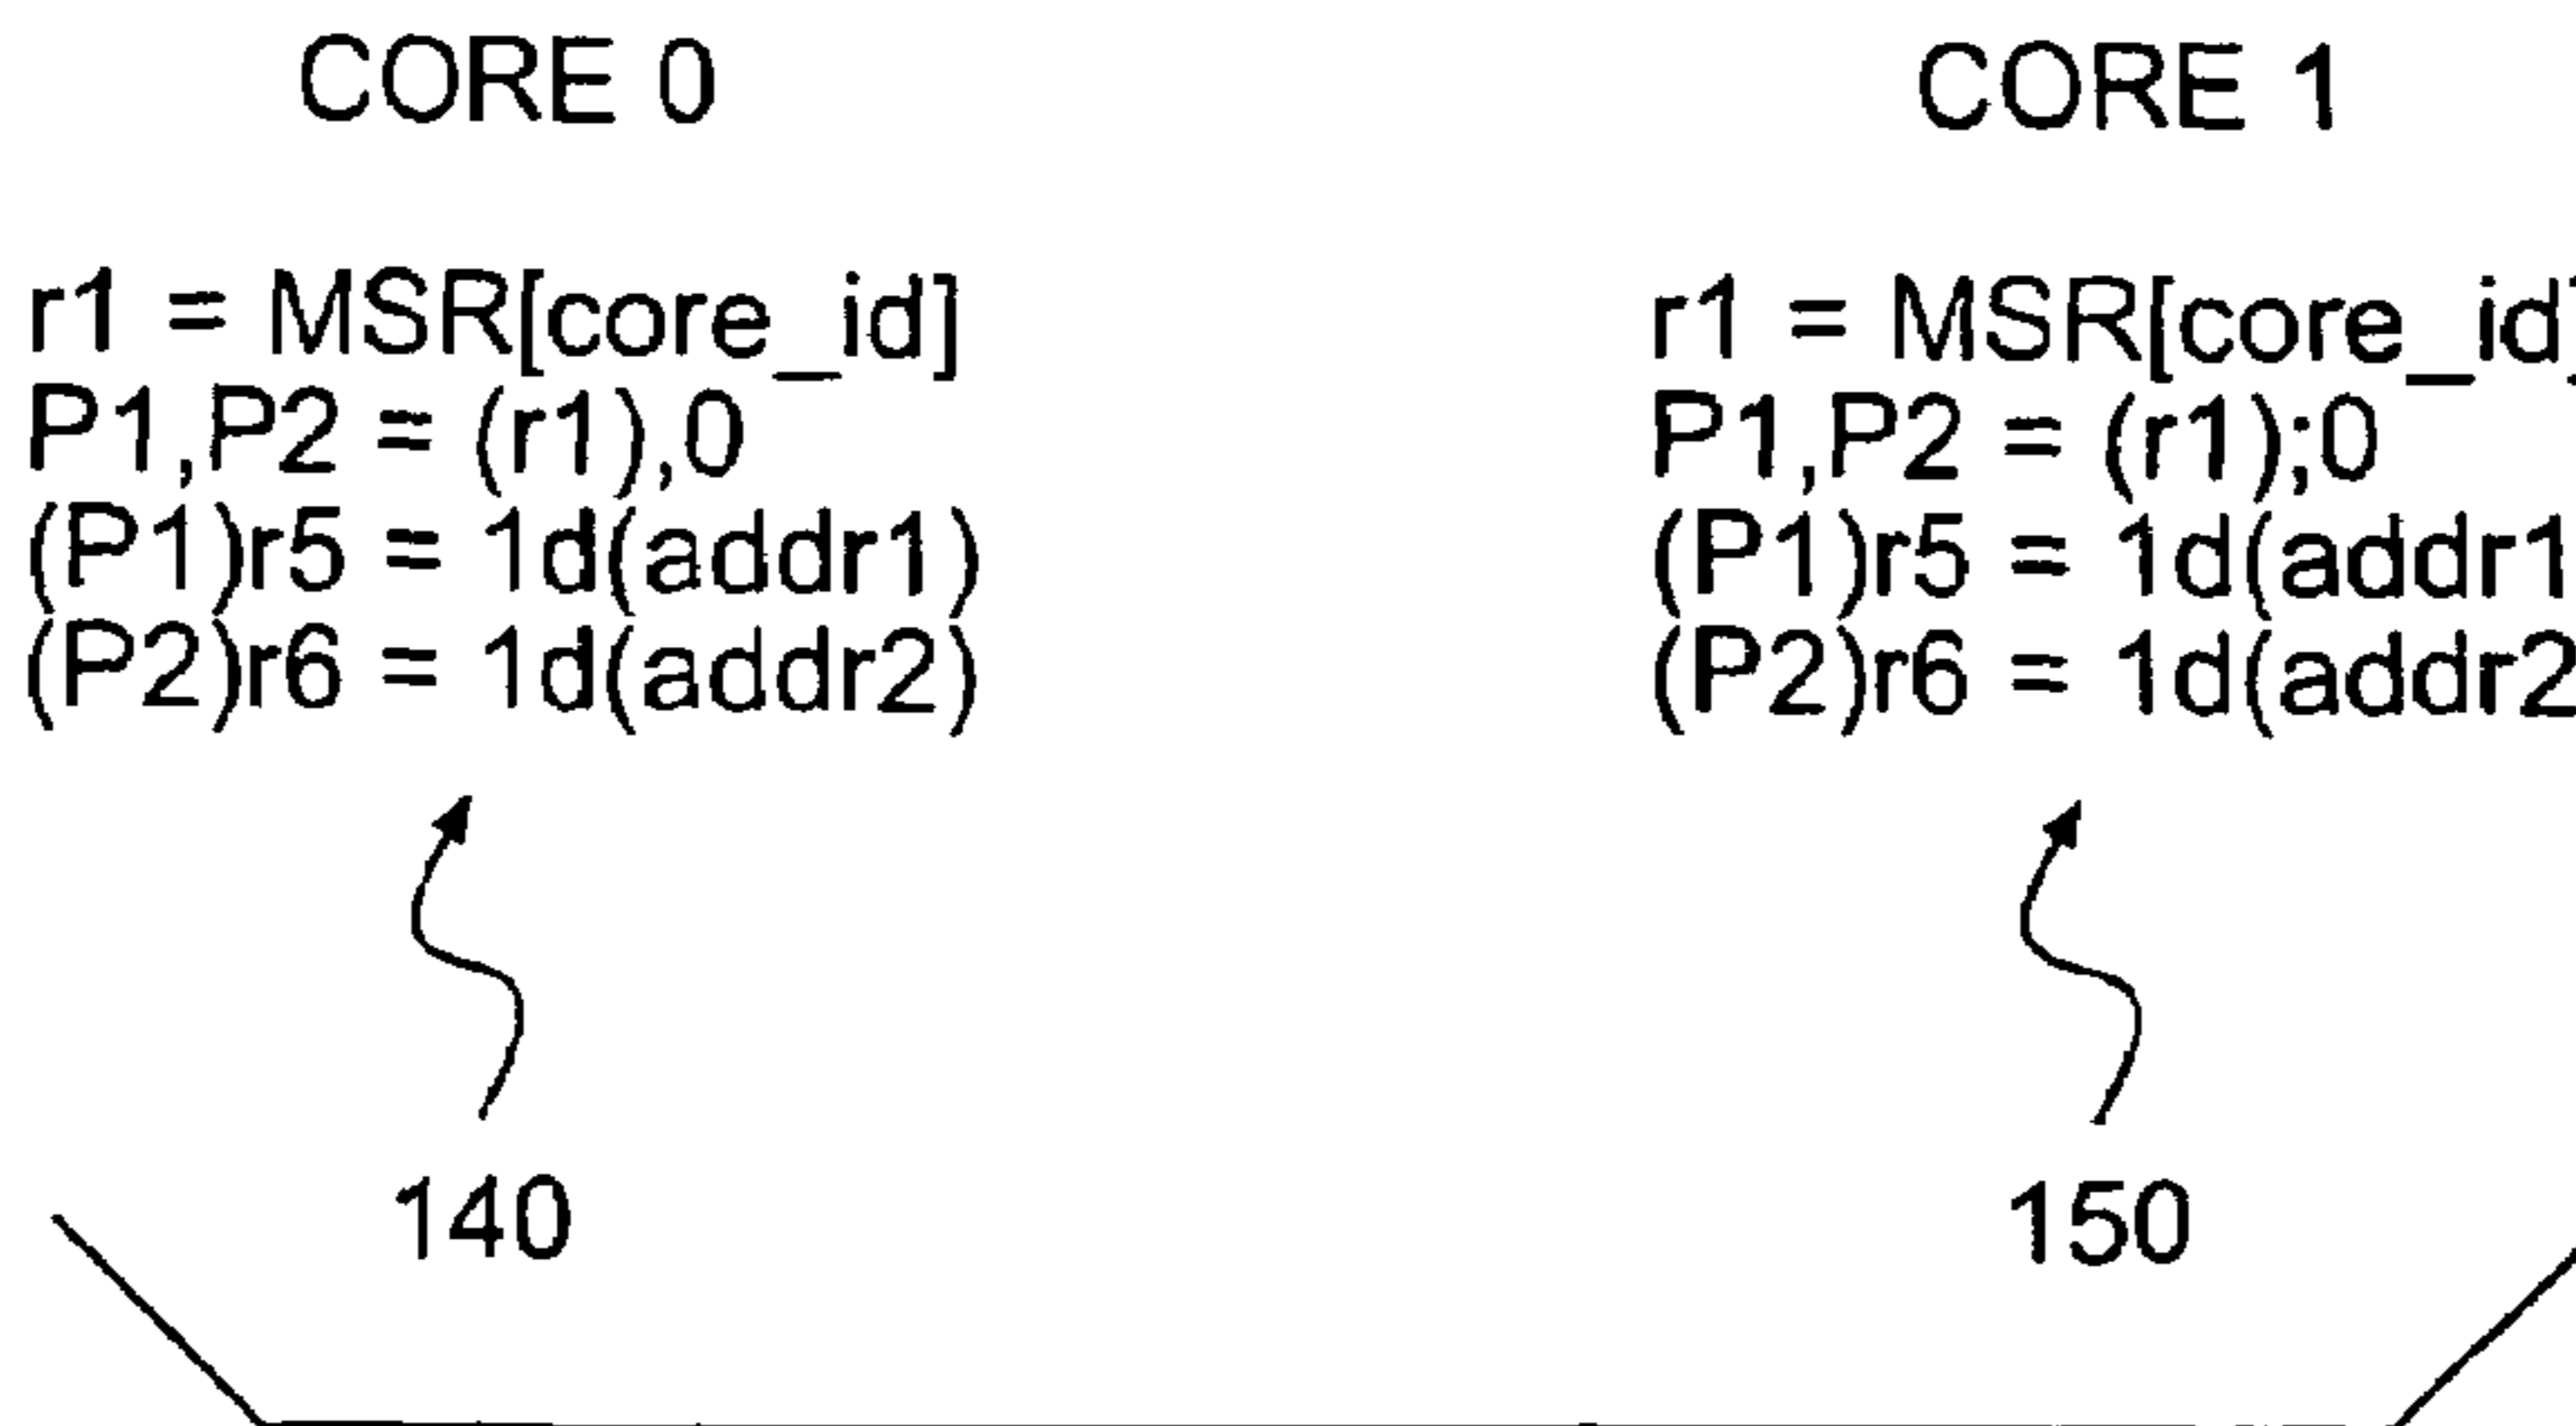 CORE 0
r1 = MSR[core_id]
P1,P2 = (r1),0
(P1)r5 = 1d(addr1)
(P2)r6 = 1d(addr2)
140
CORE 1
r1 = MSR[core_id]
P1,P2 = (r1);0
(P1)r5 = 1d(addr1
(P2)r6 = 1d(addr2
150